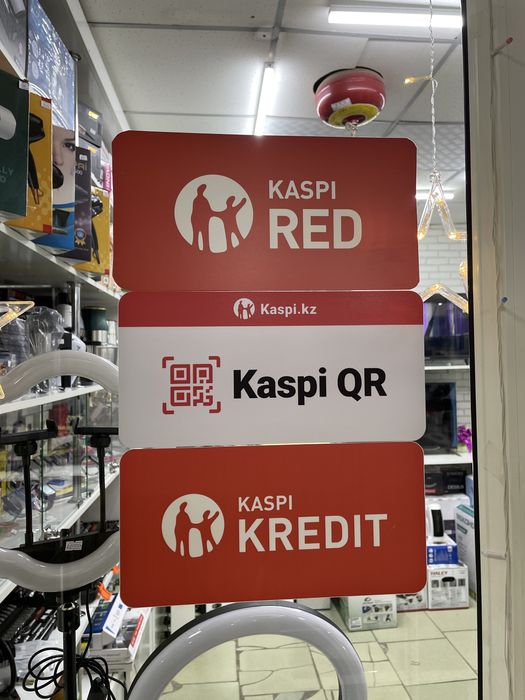 KASPI
RED
Kaspi.kz
Kaspi QR
KASPI
KREDIT